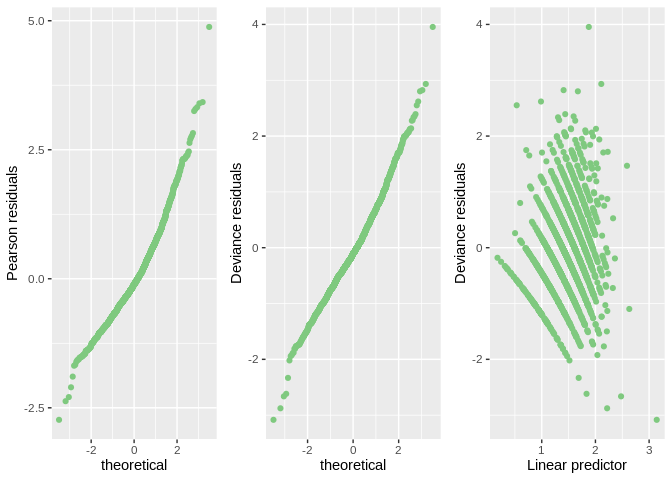 Pearson residuals
5.0
2.5
0.0
-2.5
-2 0 2
theoretical
Deviance residuals
4
2
0
-2
-2 0 2
theoretical
Deviance residuals
4
2
0
-2
1 2 3
Linear predictor